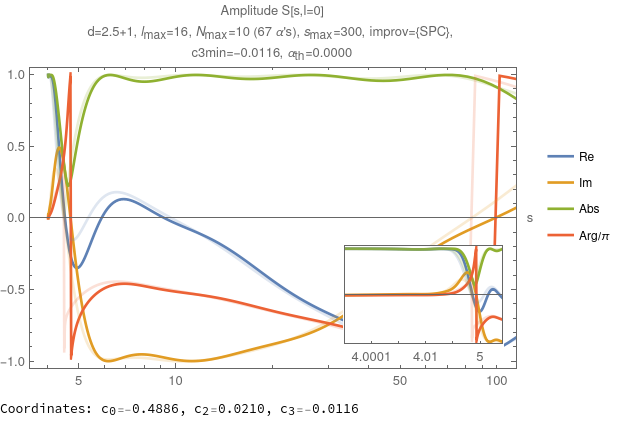 Amplitude S[s,l=0]
d=2.5+1, lmax=16, Nmax=10 (67 α's), smax=300, improv={SPC},
c3min=-0.0116, αth=0.0000
1.0
0.5
0.0
-0.5
-1.0
5
10
50
100
s
4.0001
4.01
5
Re
Im
Abs
Arg/π
Coordinates: c0=-0.4886, c2=0.0210, c3=-0.0116